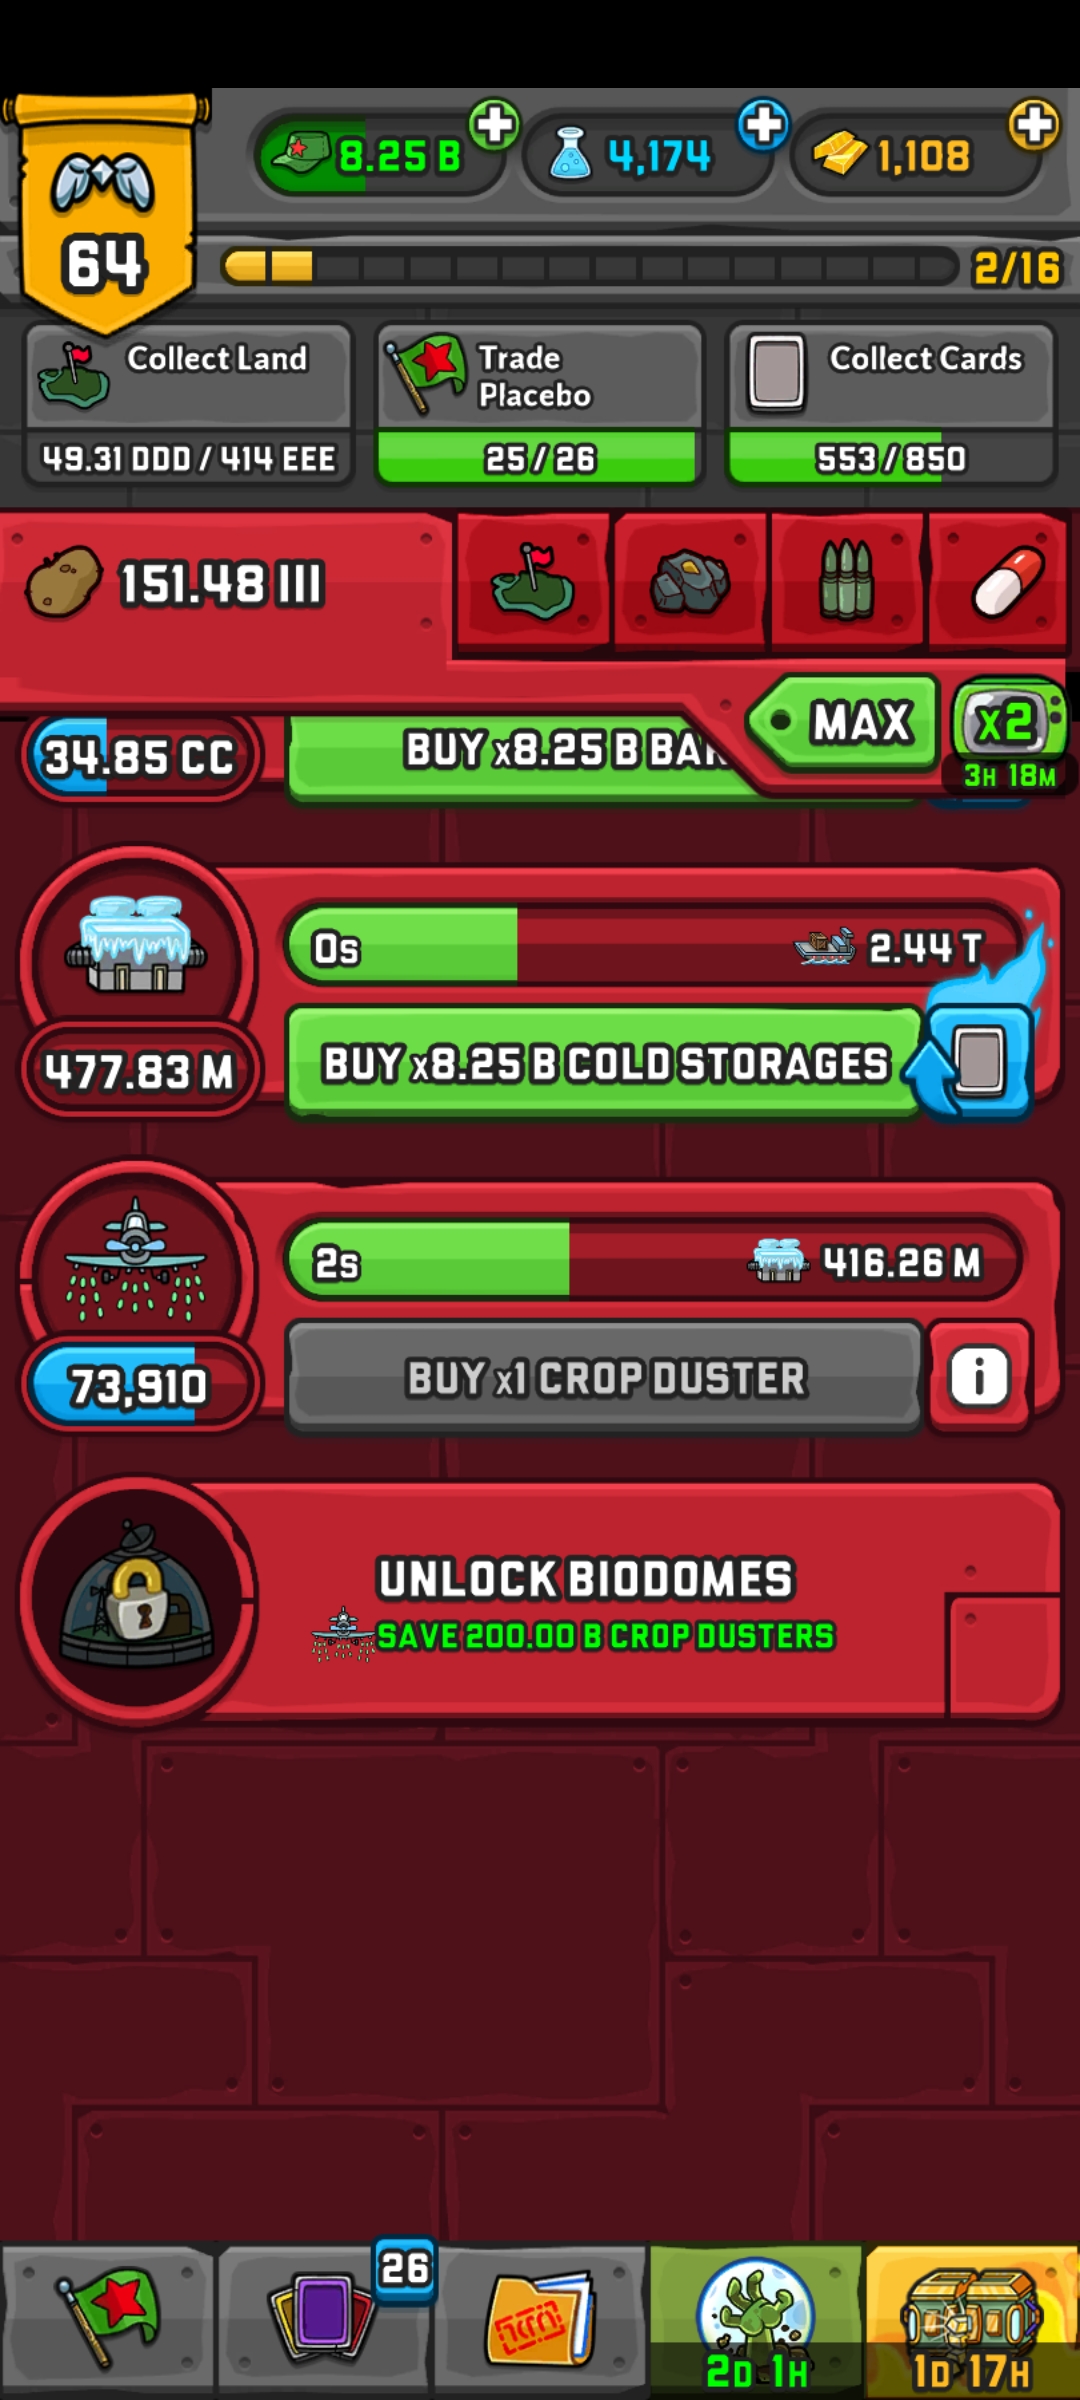 8.25 B
4,174
1,108
64
2/16
Collect Land
49.31 DDD / 414 EEE
Trade
Placebo
25 / 26
Collect Cards
553 / 850
151.48 III
MAX
x2
3H 18M
34.85 CC
BUY x8.25 B BAR
0s
2.44 T
477.83 M
BUY x8.25 B COLD STORAGES
2s
416.26 M
73,910
BUY x1 CROP DUSTER
i
UNLOCK BIODOMES
SAVE 200.00 B CROP DUSTERS
26
2D 1H
1D 17H